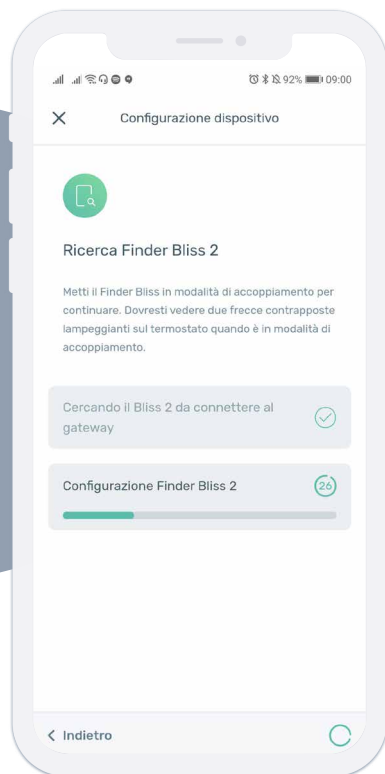 92% 09:00
Configurazione dispositivo
Ricerca Finder Bliss 2
Metti il Finder Bliss in modalità di accoppiamento per
continuare. Dovresti vedere due frecce contrapposte
lampeggianti sul termostato quando è in modalità di
accoppiamento.
Cercando il Bliss 2 da connettere al
gateway
Configurazione Finder Bliss 2 26
Indietro